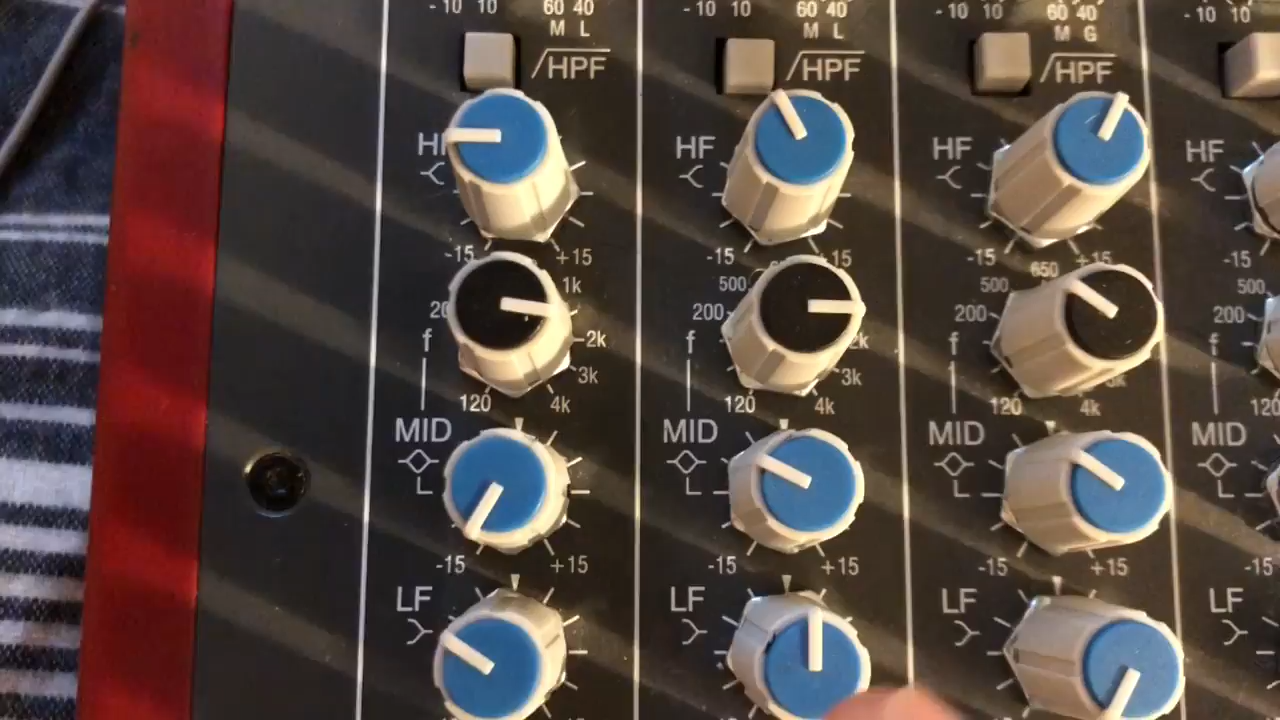 -10 10 60 40 -10 10 60 40 -10 10 60 40 -10 10
M L M L M G
HPF HPF HPF
HF HF HF HF
-15 +15 -15 +15 -15 +15 -15
1k 500 500 650 500
20 200 200 200
f 2k f 2k f f
3k 3k
120 4k 120 4k 120 4k 120
MID MID MID MID
L L L L
-15 +15 -15 +15 -15 +15 -15
LF LF LF LF